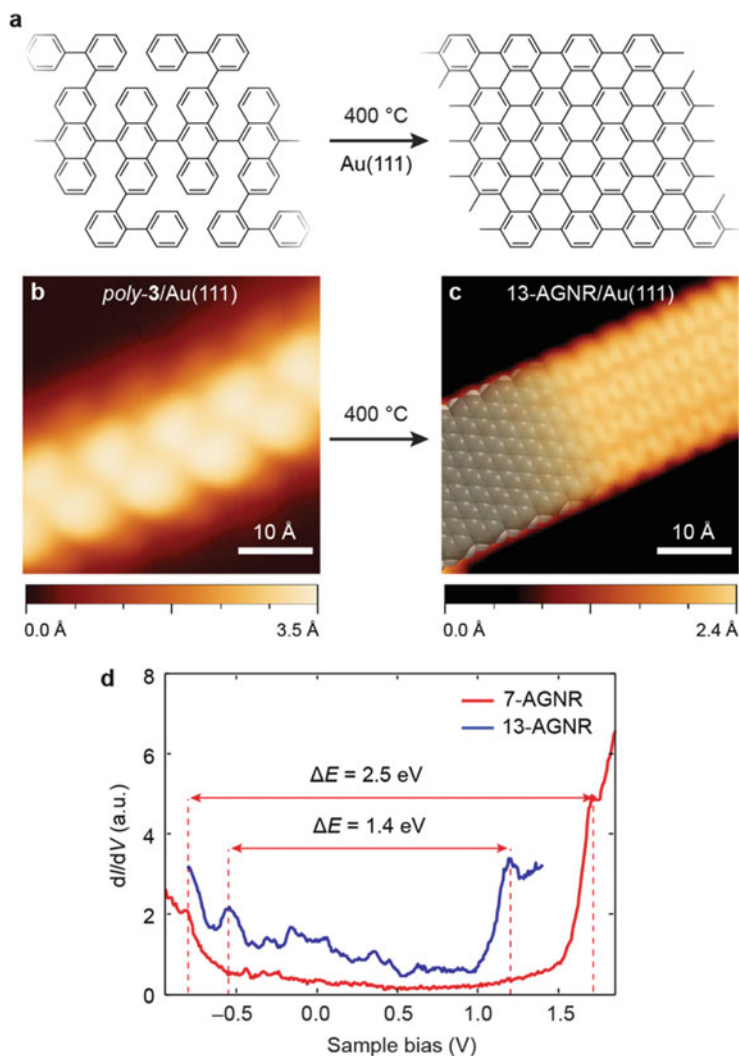 a
400 °C
Au(111)
b
poly-3/Au(111)
10 Å
0.0 Å
3.5 Å
400 °C
c
13-AGNR/Au(111)
10 Å
0.0 Å
2.4 Å
d
8
6
4
2
0
dI/dV (a.u.)
7-AGNR
13-AGNR
ΔE = 2.5 eV
ΔE = 1.4 eV
–0.5
0.0
0.5
1.0
1.5
Sample bias (V)